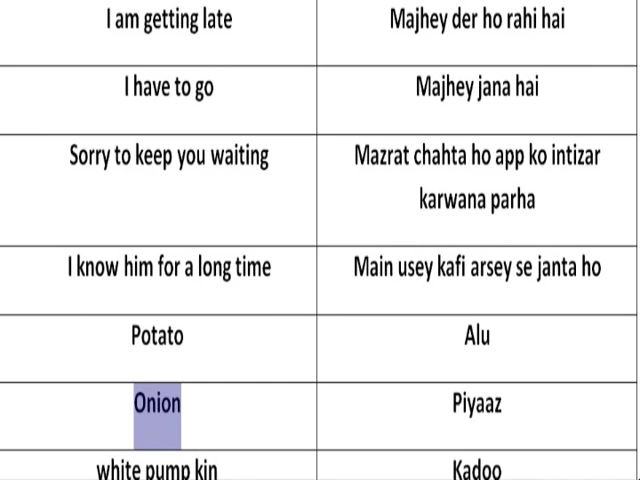 I am getting late Majhey der ho rahi hai
I have to go Majhey jana hai
Sorry to keep you waiting Mazrat chahta ho app ko intizar
karwana parha
I know him for a long time Main usey kafi arsey se janta ho
Potato Alu
Onion Piyaaz
white pump kin Kadoo